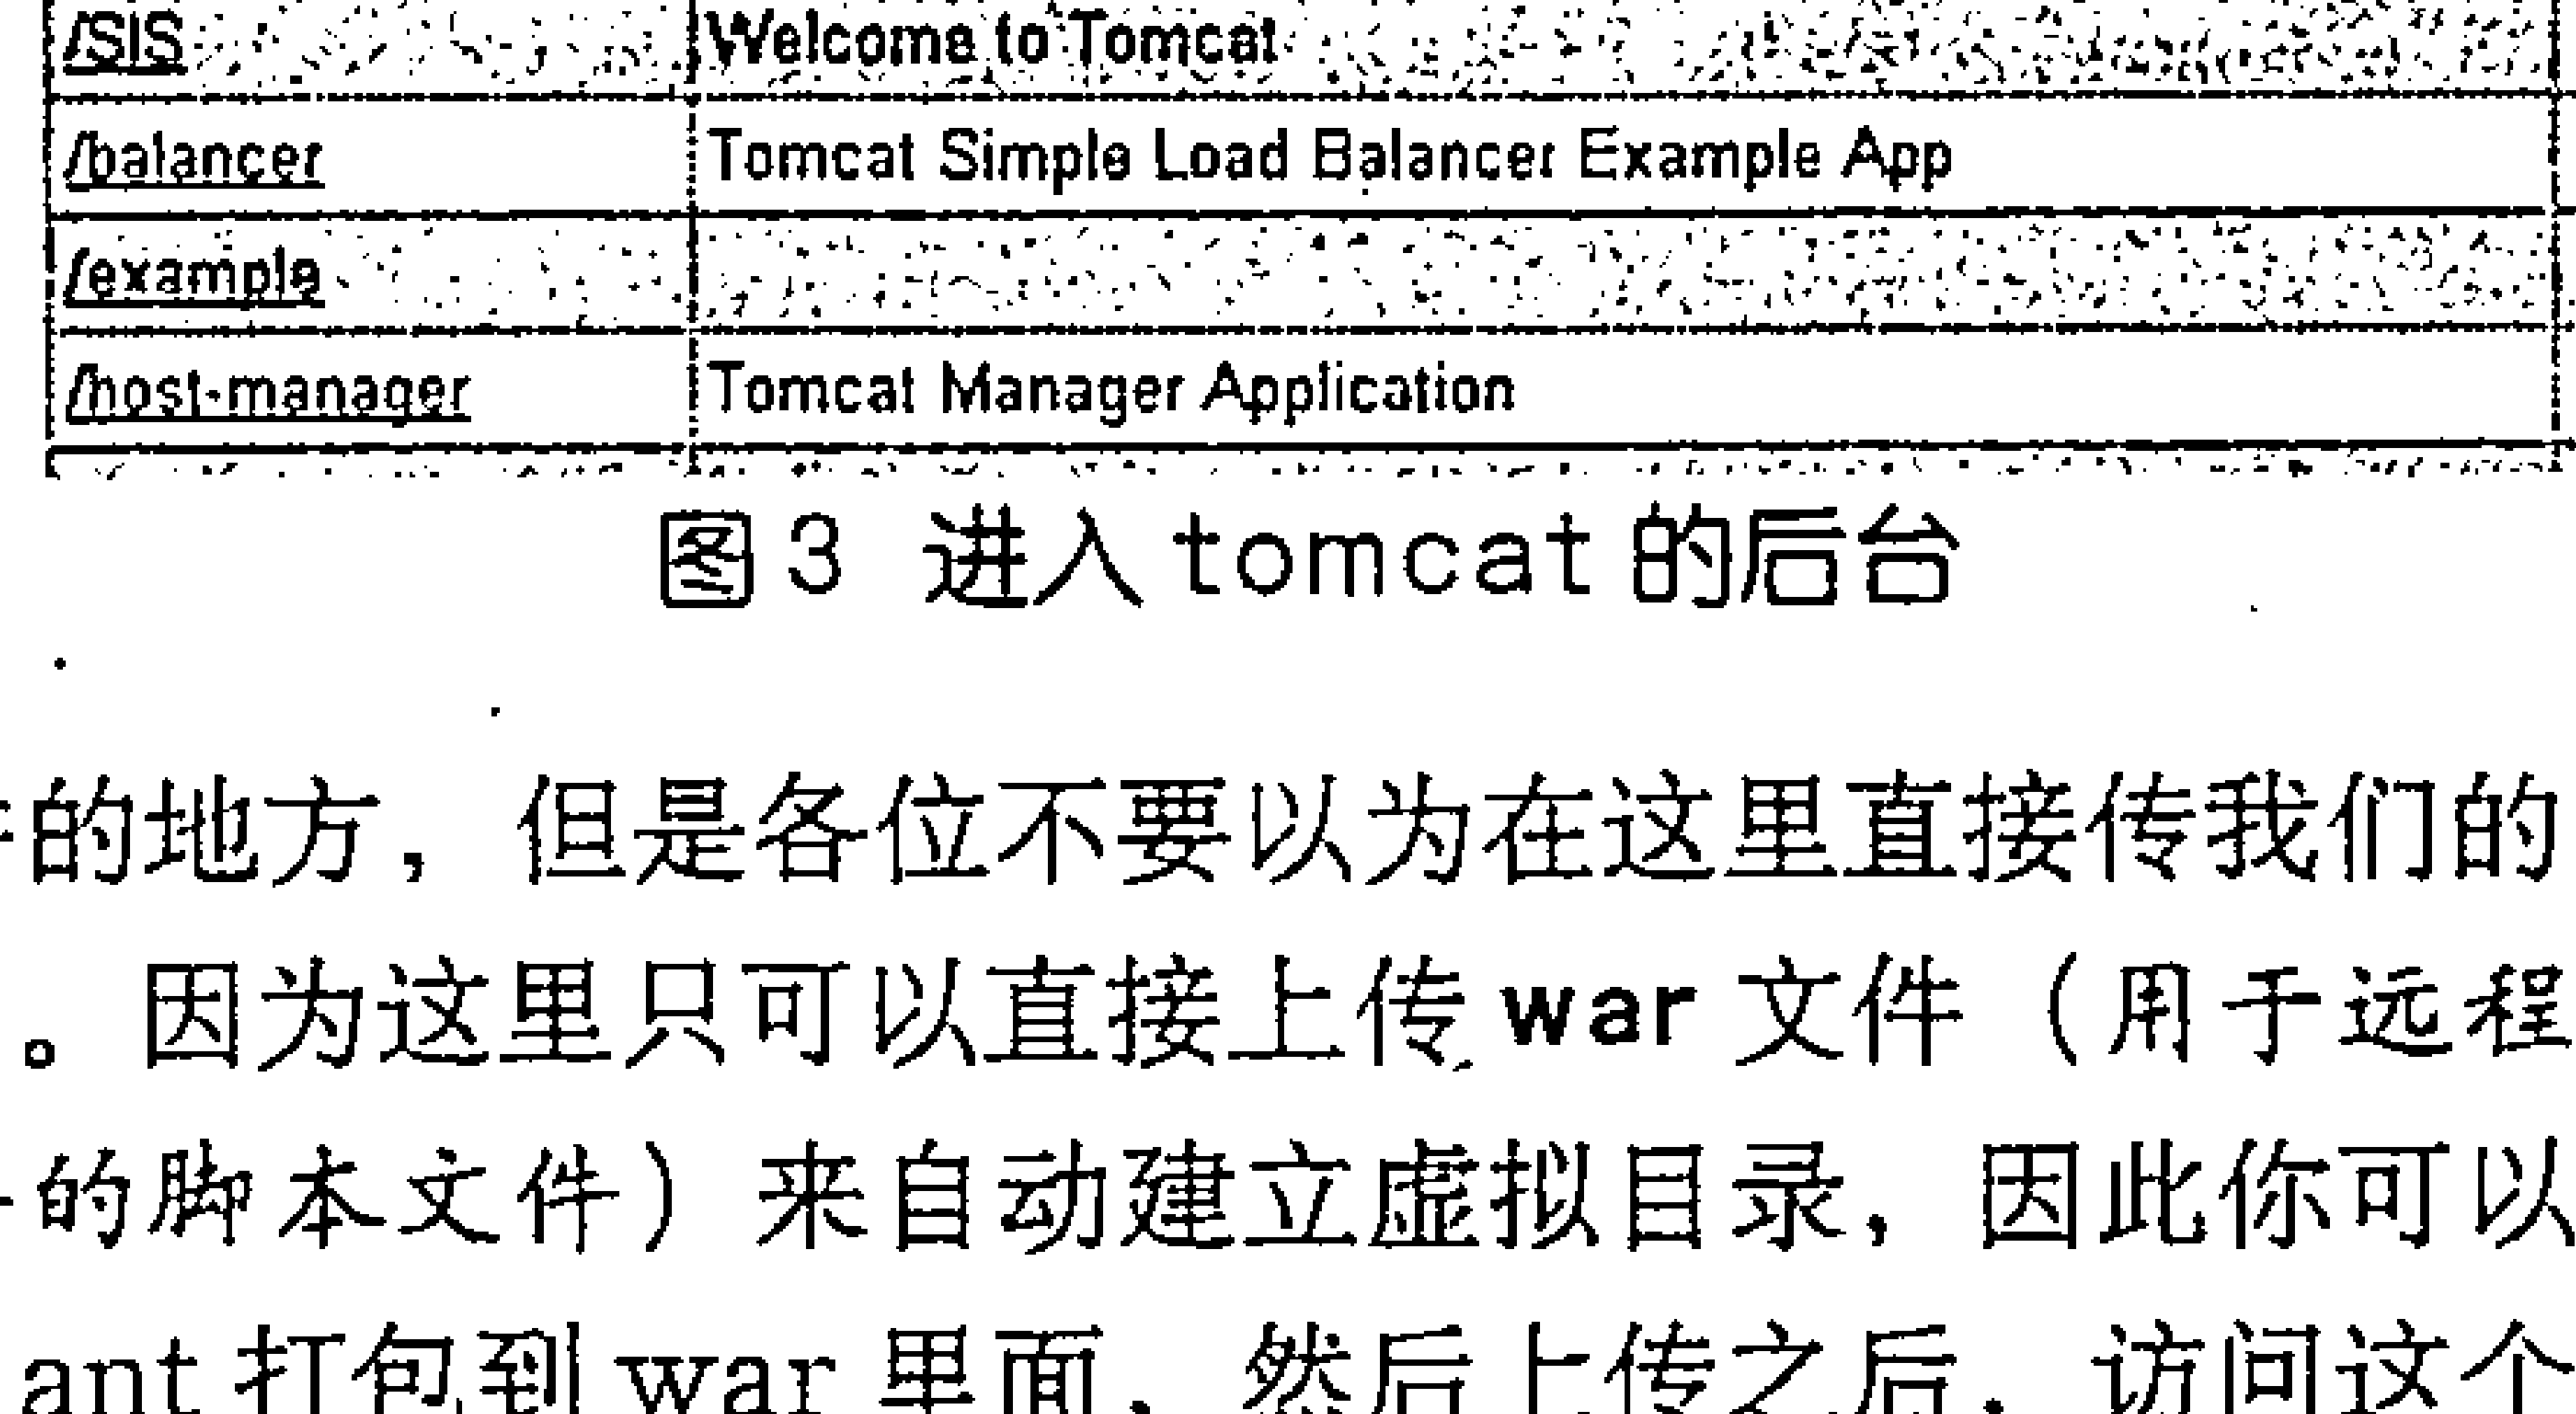 /SIS Welcome to Tomcat
/balancer Tomcat Simple Load Balancer Example App
/example
/host-manager Tomcat Manager Application
图3 进入tomcat的后台
的地方，但是各位不要以为在这里直接传我们的
。因为这里只可以直接上传war文件（用于远程
的脚本文件）来自动建立虚拟目录，因此你可以
ant打包到war里面，然后上传之后，访问这个